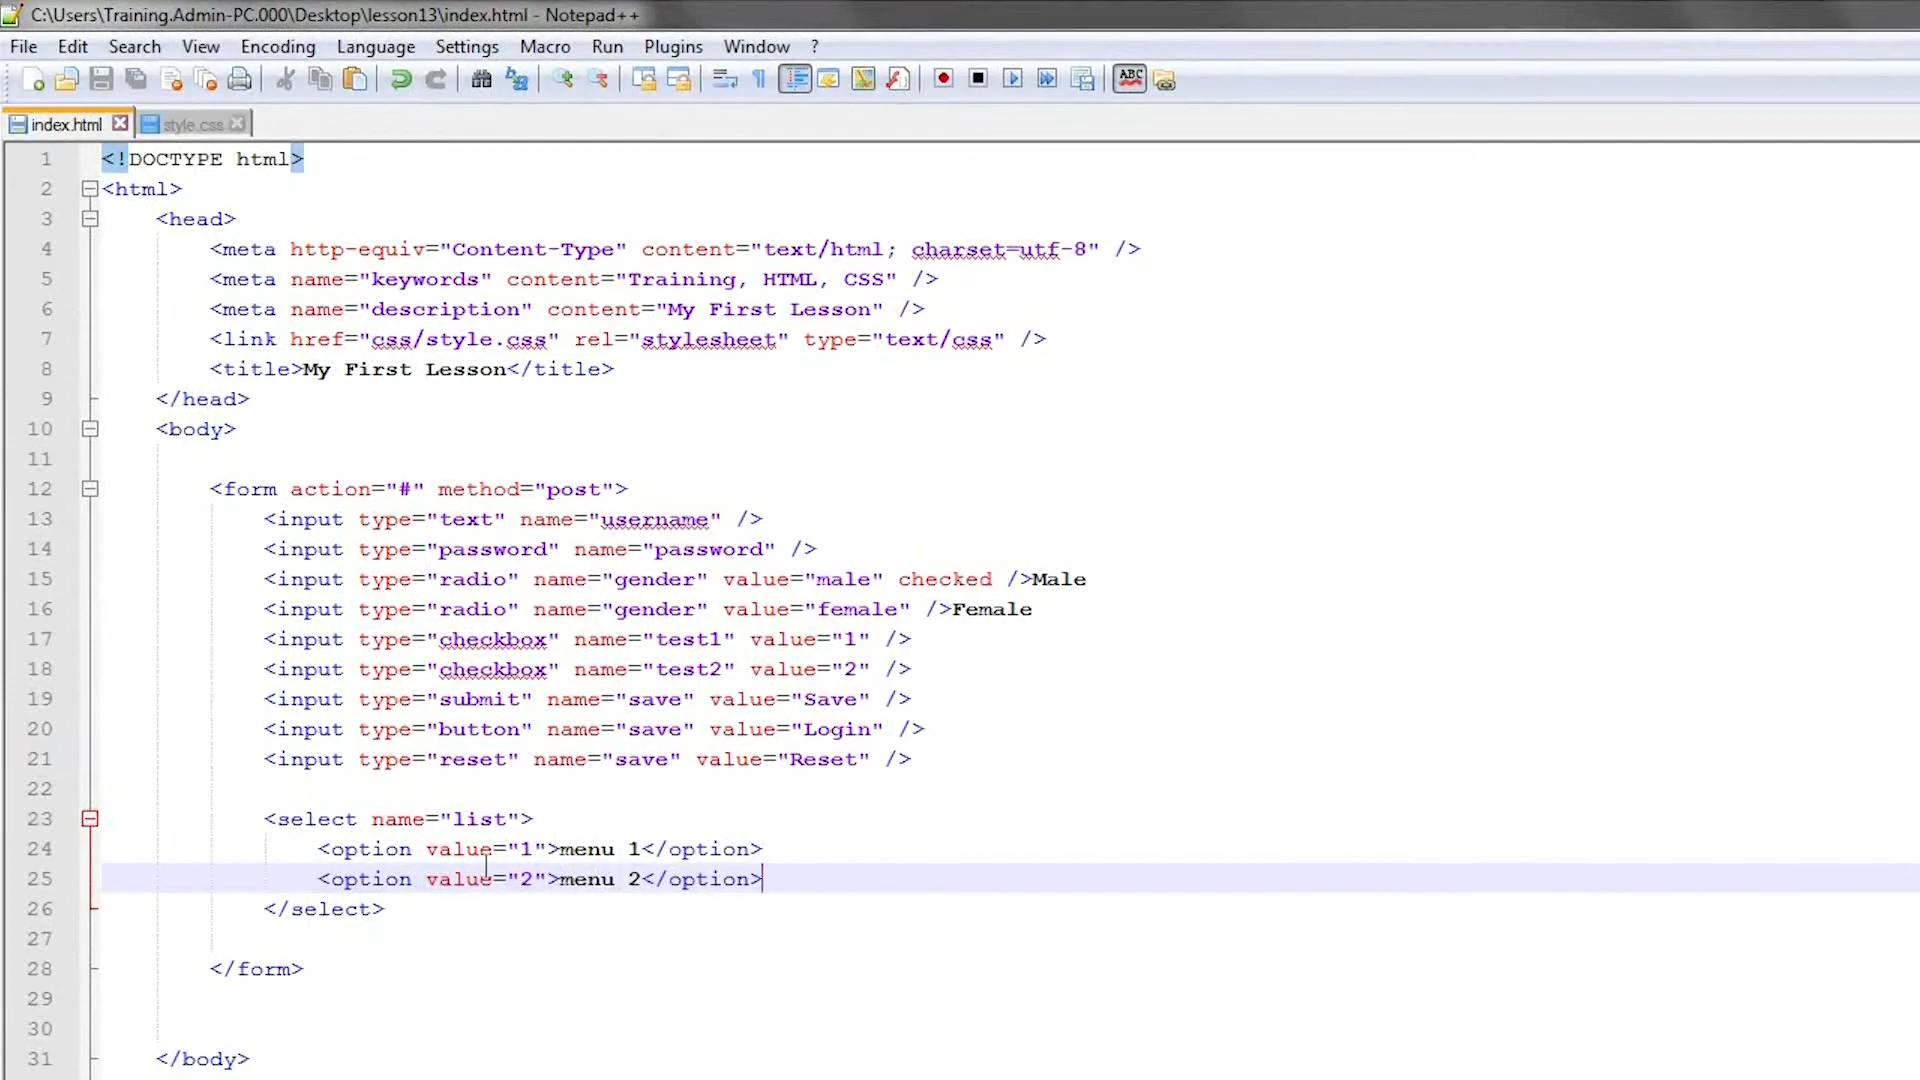 C:\Users\Training.Admin-PC.000\Desktop\lesson13\index.html - Notepad++
File Edit Search View Encoding Language Settings Macro Run Plugins Window ?
ABC
index.html style.css
1 <!DOCTYPE html>
2 <html>
3 <head>
4 <meta http-equiv="Content-Type" content="text/html; charset=utf-8" />
5 <meta name="keywords" content="Training, HTML, CSS" />
6 <meta name="description" content="My First Lesson" />
7 <link href="css/style.css" rel="stylesheet" type="text/css" />
8 <title>My First Lesson</title>
9 </head>
10 <body>
11
12 <form action="#" method="post">
13 <input type="text" name="username" />
14 <input type="password" name="password" />
15 <input type="radio" name="gender" value="male" checked />Male
16 <input type="radio" name="gender" value="female" />Female
17 <input type="checkbox" name="test1" value="1" />
18 <input type="checkbox" name="test2" value="2" />
19 <input type="submit" name="save" value="Save" />
20 <input type="button" name="save" value="Login" />
21 <input type="reset" name="save" value="Reset" />
22
23 <select name="list">
24 <option value="1">menu 1</option>
25 <option value="2">menu 2</option>
26 </select>
27
28 </form>
29
30
31 </body>